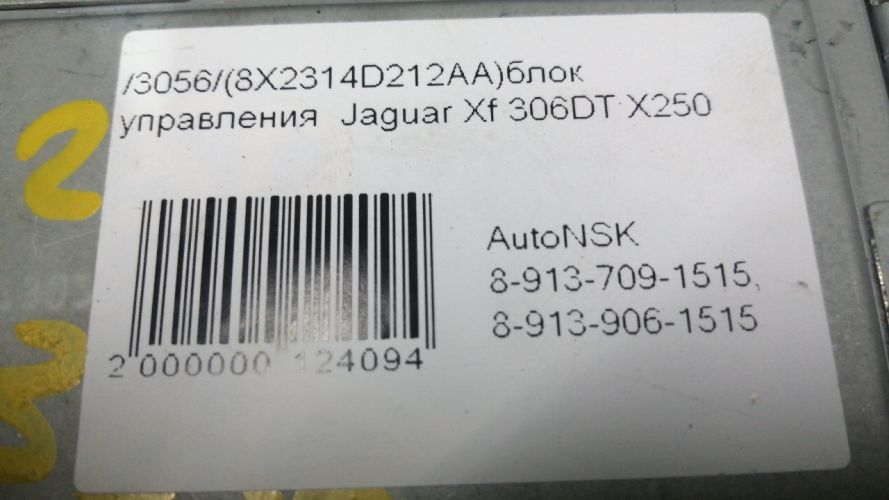 /3056/(8X2314D212AA)блок
управления Jaguar Xf 306DT X250
AutoNSK
8-913-709-1515,
8-913-906-1515
2 000000 124094
2